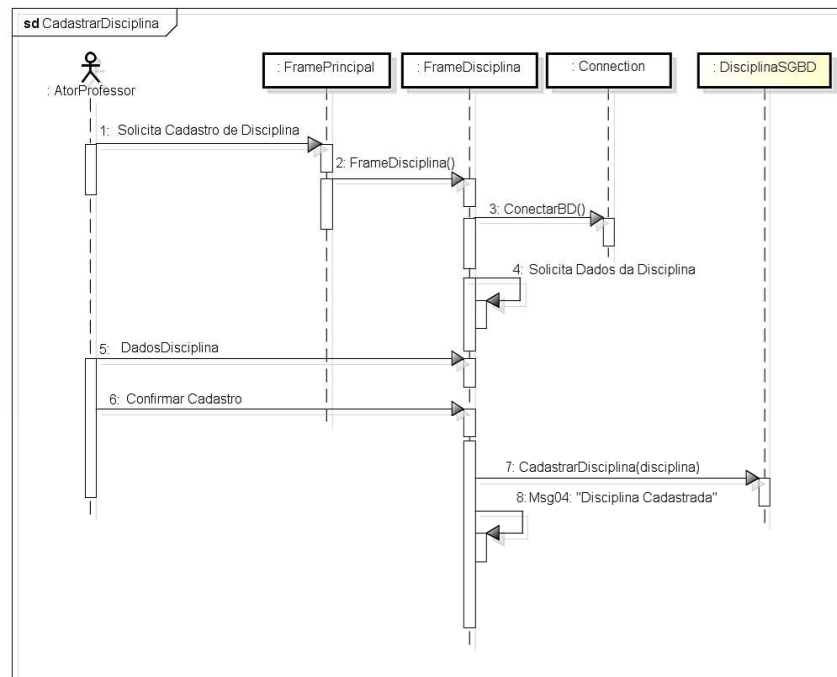 sd CadastrarDisciplina
: AtorProfessor
: FramePrincipal
: FrameDisciplina
: Connection
: DisciplinaSGBD
1: Solicita Cadastro de Disciplina
2: FrameDisciplina()
3: ConectarBD()
4: Solicita Dados da Disciplina
5: DadosDisciplina
6: Confirmar Cadastro
7: CadastrarDisciplina(disciplina)
8: Msg04: "Disciplina Cadastrada"